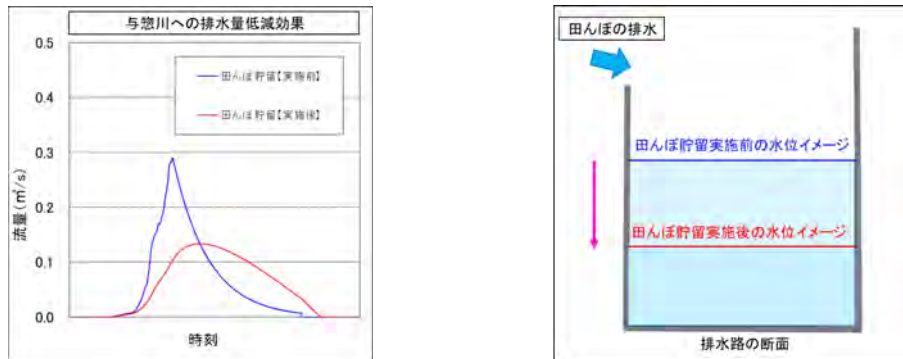 与惣川への排水量低減効果
0.5
0.4
0.3
0.2
0.1
0.0
流量(㎥/s)
時刻
田んぼ貯留【実施前】
田んぼ貯留【実施後】
田んぼの排水
田んぼ貯留実施前の水位イメージ
田んぼ貯留実施後の水位イメージ
排水路の断面